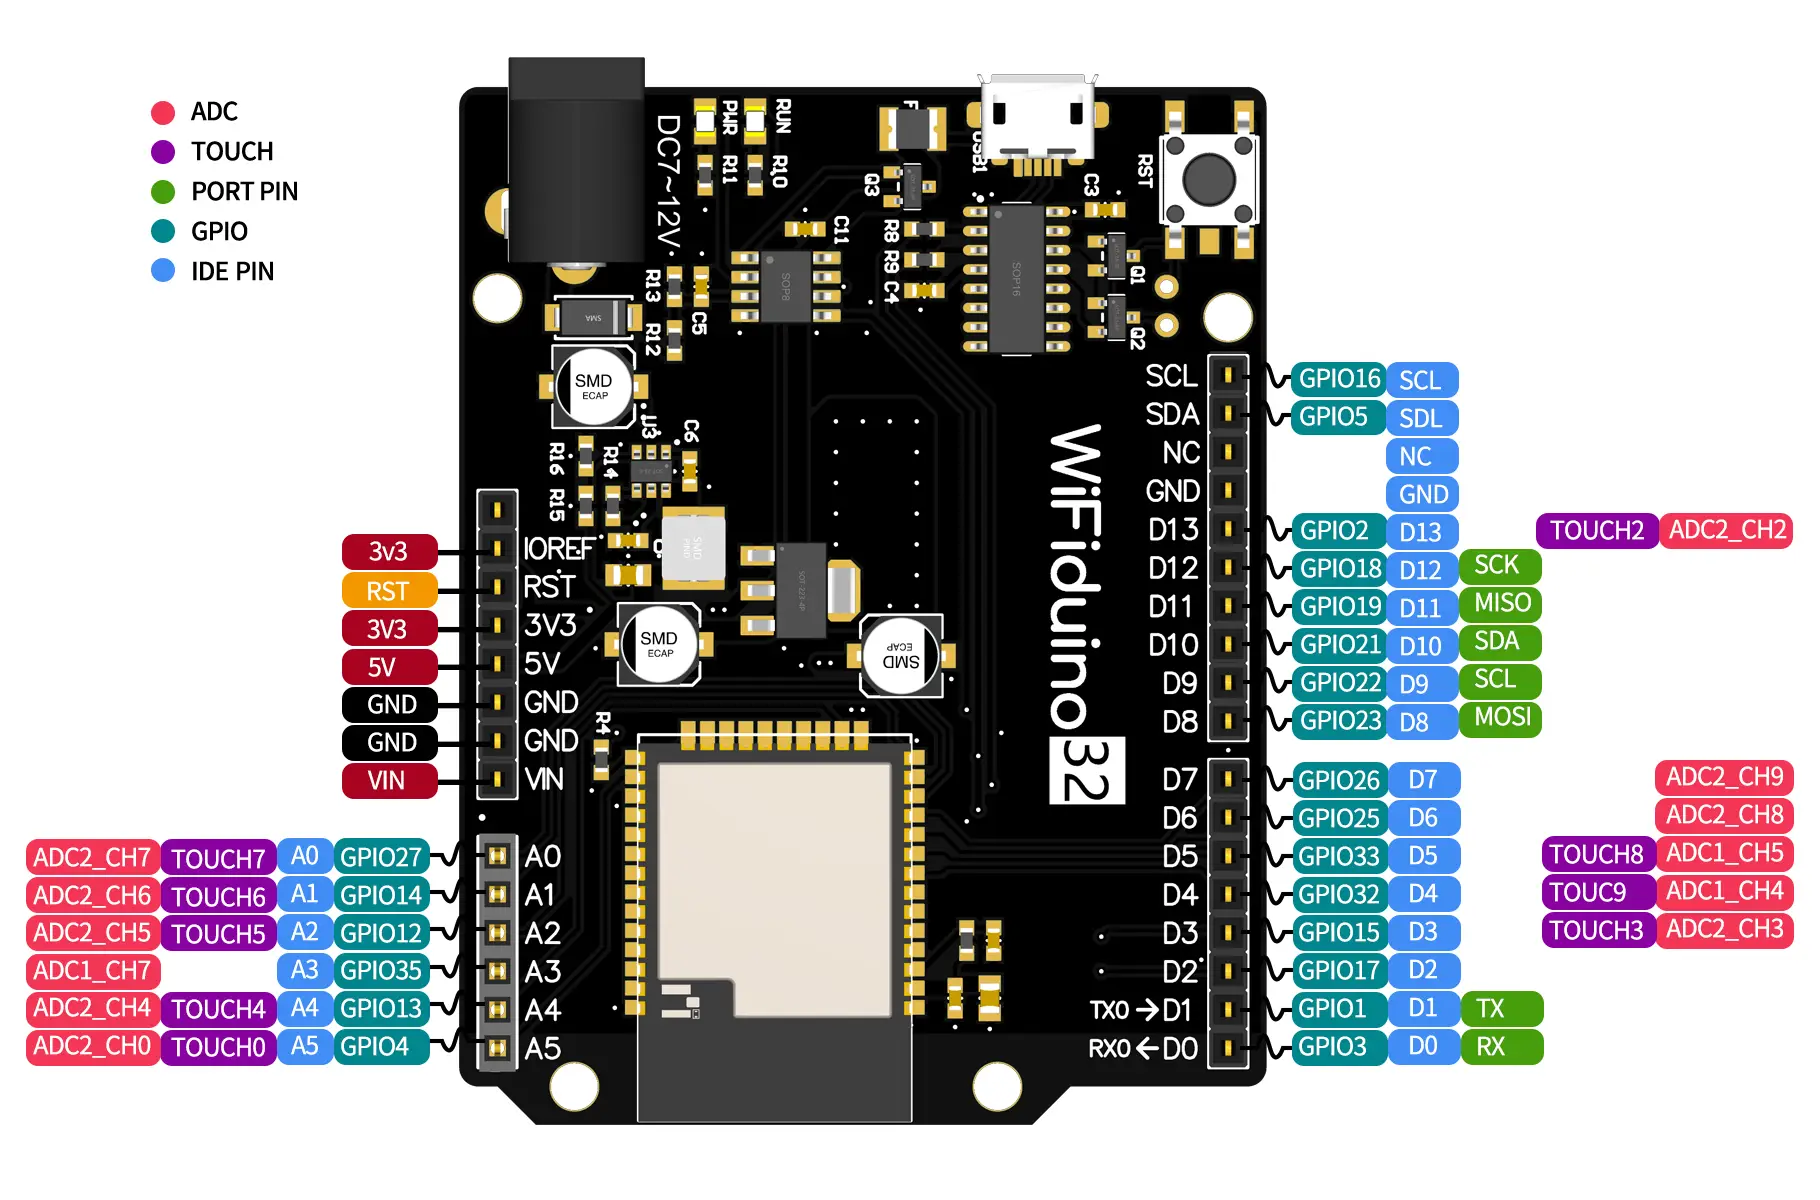 ADC
TOUCH
PORT PIN
GPIO
IDE PIN
DC7~12V
PWR
RUN
R11
R10
F
USB1
RST
Q3
C3
C11
R8
R9
C4
SOP8
SOP16
Q1
Q2
R13
C5
R12
SMA
SMD
ECAP
U3
C6
R16
R14
R15
SMD
SOT-223-4P
SMD
ECAP
SMD
ECAP
R4
WiFiduino32
3v3 IOREF
RST RST
3V3 3V3
5V 5V
GND GND
GND GND
VIN VIN
ADC2_CH7 TOUCH7 A0 GPIO27 A0
ADC2_CH6 TOUCH6 A1 GPIO14 A1
ADC2_CH5 TOUCH5 A2 GPIO12 A2
ADC1_CH7 A3 GPIO35 A3
ADC2_CH4 TOUCH4 A4 GPIO13 A4
ADC2_CH0 TOUCH0 A5 GPIO4 A5
SCL GPIO16 SCL
SDA GPIO5 SDL
NC NC
GND GND
D13 GPIO2 D13 TOUCH2 ADC2_CH2
D12 GPIO18 D12 SCK
D11 GPIO19 D11 MISO
D10 GPIO21 D10 SDA
D9 GPIO22 D9 SCL
D8 GPIO23 D8 MOSI
D7 GPIO26 D7 ADC2_CH9
D6 GPIO25 D6 ADC2_CH8
D5 GPIO33 D5 TOUCH8 ADC1_CH5
D4 GPIO32 D4 TOUC9 ADC1_CH4
D3 GPIO15 D3 TOUCH3 ADC2_CH3
D2 GPIO17 D2
TX0 →D1 GPIO1 D1 TX
RX0 ←D0 GPIO3 D0 RX